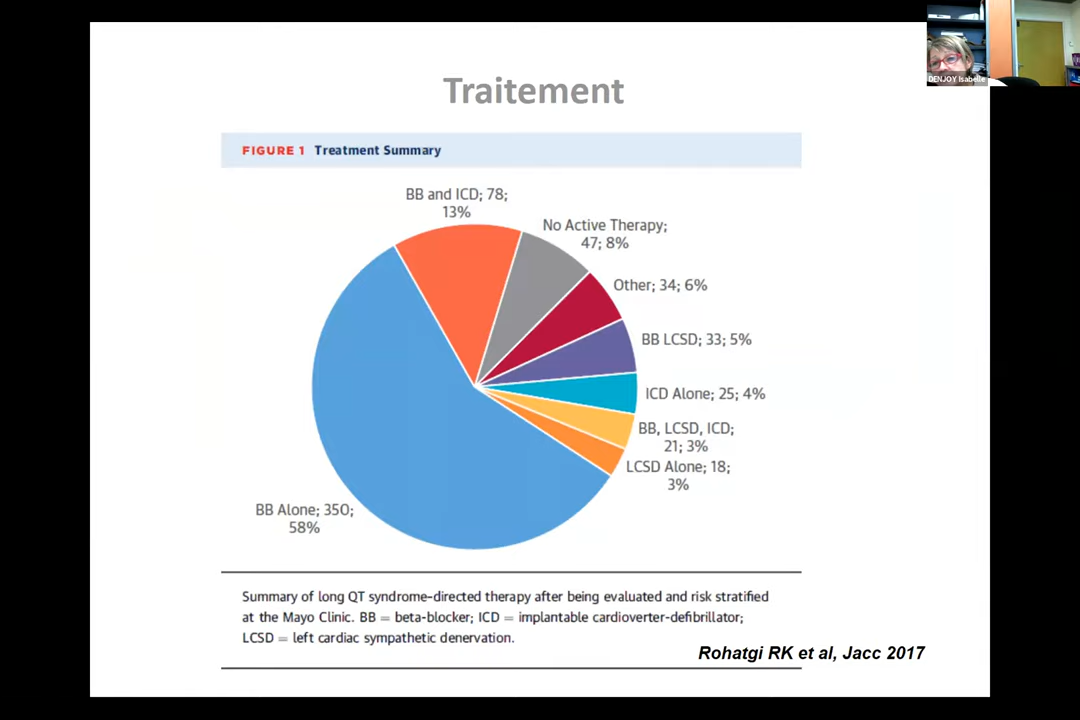 DENJOY Isabelle
Traitement
FIGURE 1 Treatment Summary
BB and ICD; 78;
13%
No Active Therapy;
47; 8%
Other; 34; 6%
BB LCSD; 33; 5%
ICD Alone; 25; 4%
BB, LCSD, ICD;
21; 3%
LCSD Alone; 18;
3%
BB Alone; 350;
58%
Summary of long QT syndrome-directed therapy after being evaluated and risk stratified
at the Mayo Clinic. BB = beta-blocker; ICD = implantable cardioverter-defibrillator;
LCSD = left cardiac sympathetic denervation.
Rohatgi RK et al, Jacc 2017